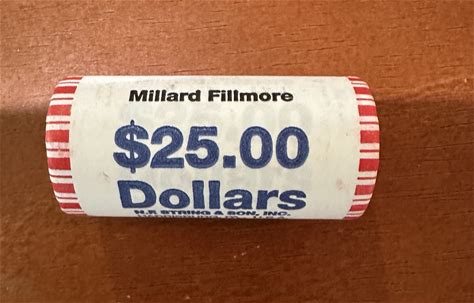 Millard Fillmore
$25.00
Dollars
N.F. STRING & SON, INC.